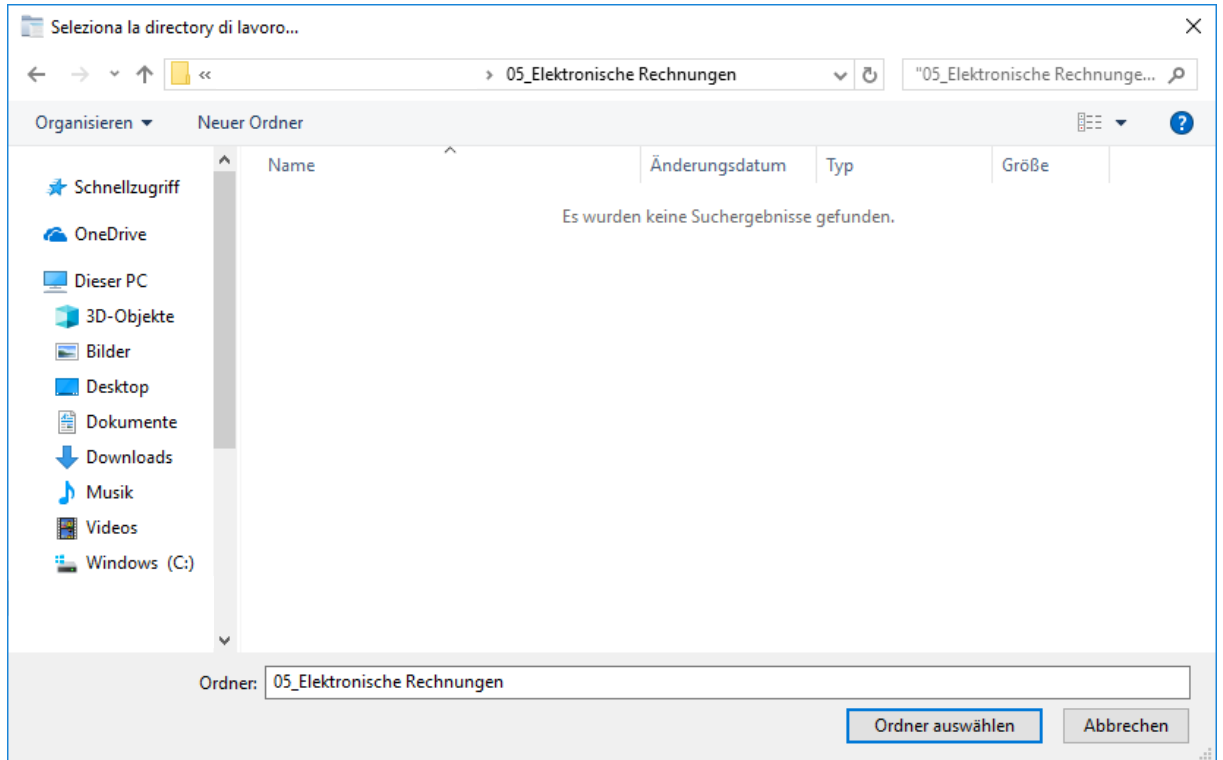 Seleziona la directory di lavoro...
« › 05_Elektronische Rechnungen "05_Elektronische Rechnunge...
Organisieren Neuer Ordner ?
Name Änderungsdatum Typ Größe
Es wurden keine Suchergebnisse gefunden.
Schnellzugriff
OneDrive
Dieser PC
3D-Objekte
Bilder
Desktop
Dokumente
Downloads
Musik
Videos
Windows (C:)
Ordner: 05_Elektronische Rechnungen
Ordner auswählen Abbrechen